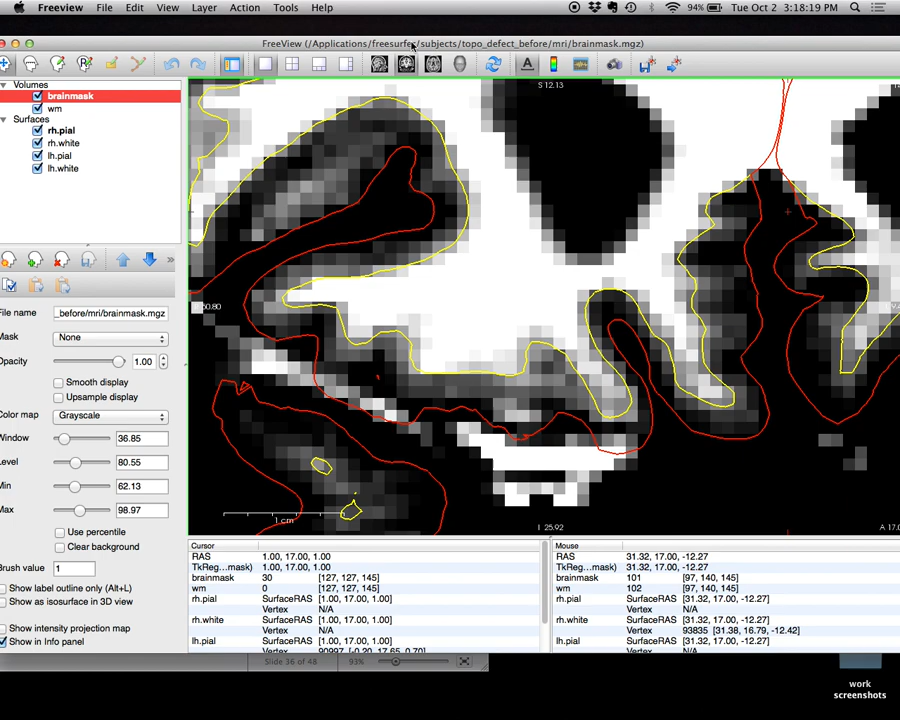 Freeview File Edit View Layer Action Tools Help 94% Tue Oct 2 3:18:19 PM
FreeView (/Applications/freesurfer/subjects/topo_defect_before/mri/brainmask.mgz)
Volumes
brainmask
wm
Surfaces
rh.pial
rh.white
lh.pial
lh.white
File name _before/mri/brainmask.mgz
Mask None
Opacity 1.00
Smooth display
Upsample display
Color map Grayscale
Window 36.85
Level 80.55
Min 62.13
Max 98.97
Use percentile
Clear background
Brush value 1
Show label outline only (Alt+L)
Show as isosurface in 3D view
Show intensity projection map
Show in Info panel
S 12.13
1 cm
I 25.92
Cursor
RAS 1.00, 17.00, 1.00
TkReg...mask) 1.00, 17.00, 1.00
brainmask 30 [127, 127, 145]
wm 0 [127, 127, 145]
rh.pial SurfaceRAS [1.00, 17.00, 1.00]
Vertex N/A
rh.white SurfaceRAS [1.00, 17.00, 1.00]
Vertex N/A
lh.pial SurfaceRAS [1.00, 17.00, 1.00]
Mouse
RAS 31.32, 17.00, -12.27
TkReg...mask) 31.32, 17.00, -12.27
brainmask 101 [97, 140, 155]
wm 102 [97, 140, 155]
rh.pial SurfaceRAS [31.32, 17.00, -12.27]
Vertex N/A
rh.white SurfaceRAS [31.32, 17.00, -12.27]
Vertex 93835 [31.38, 16.79, -12.42]
lh.pial SurfaceRAS [31.32, 17.00, -12.27]
Slide 36 of 48 93%
work
screenshots